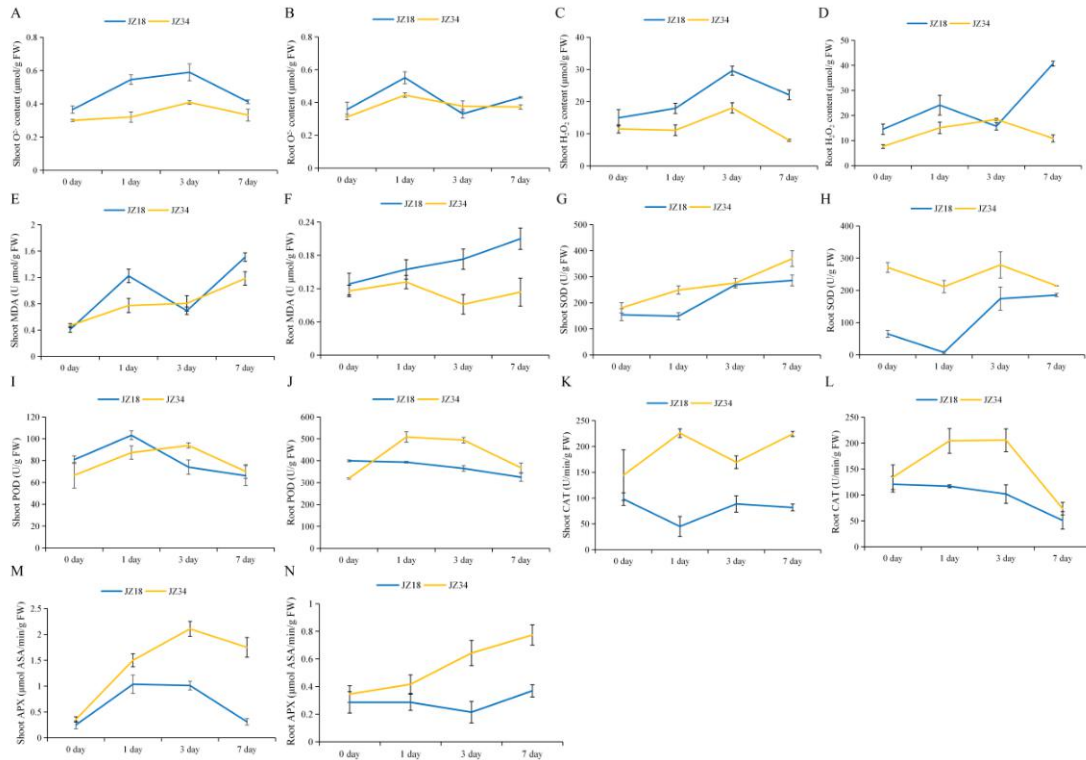 A
JZ18 JZ34
Shoot O²⁻ content (μmol/g FW)
0.8
0.6
0.4
0.2
0
0 day 1 day 3 day 7 day
B
JZ18 JZ34
Root O²⁻ content (μmol/g FW)
0.8
0.6
0.4
0.2
0
0 day 1 day 3 day 7 day
C
JZ18 JZ34
Shoot H₂O₂ content (μmol/g FW)
40
30
20
10
0
0 day 1 day 3 day 7 day
D
JZ18 JZ34
Root H₂O₂ content (μmol/g FW)
50
40
30
20
10
0
0 day 1 day 3 day 7 day
E
JZ18 JZ34
Shoot MDA (U μmol/g FW)
2
1.6
1.2
0.8
0.4
0
0 day 1 day 3 day 7 day
F
JZ18 JZ34
Root MDA (U μmol/g FW)
0.24
0.18
0.12
0.06
0.00
0 day 1 day 3 day 7 day
G
JZ18 JZ34
Shoot SOD (U/g FW)
500
400
300
200
100
0
0 day 1 day 3 day 7 day
H
JZ18 JZ34
Root SOD (U/g FW)
400
300
200
100
0
0 day 1 day 3 day 7 day
I
JZ18 JZ34
Shoot POD (U/g FW)
120
100
80
60
40
20
0
0 day 1 day 3 day 7 day
J
JZ18 JZ34
Root POD (U/g FW)
600
500
400
300
200
100
0
0 day 1 day 3 day 7 day
K
JZ18 JZ34
Shoot CAT (U/min/g FW)
250
200
150
100
50
0
0 day 1 day 3 day 7 day
L
JZ18 JZ34
Root CAT (U/min/g FW)
250
200
150
100
50
0
0 day 1 day 3 day 7 day
M
JZ18 JZ34
Shoot APX (μmol ASA/min/g FW)
2.5
2
1.5
1
0.5
0
0 day 1 day 3 day 7 day
N
JZ18 JZ34
Root APX (μmol ASA/min/g FW)
1
0.8
0.6
0.4
0.2
0
0 day 1 day 3 day 7 day